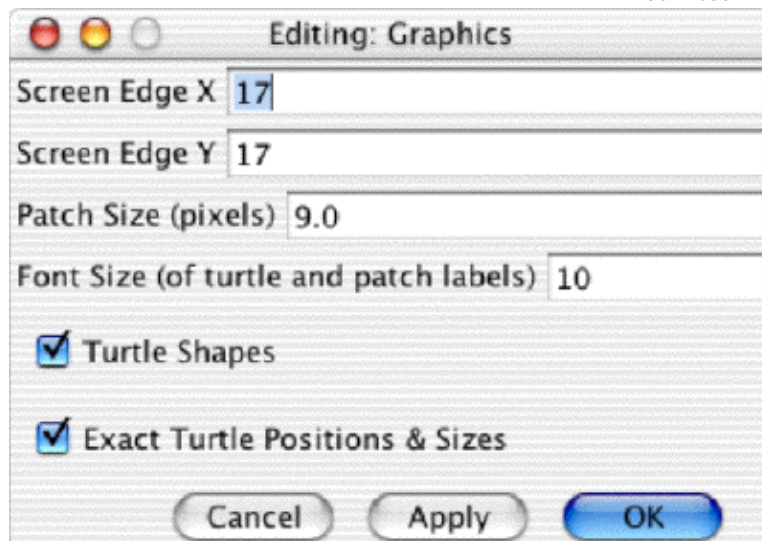 Editing: Graphics
Screen Edge X 17
Screen Edge Y 17
Patch Size (pixels) 9.0
Font Size (of turtle and patch labels) 10
Turtle Shapes
Exact Turtle Positions & Sizes
Cancel Apply OK